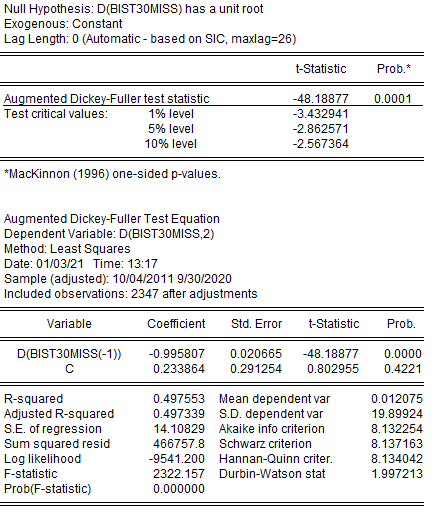 Null Hypothesis: D(BIST30MISS) has a unit root
Exogenous: Constant
Lag Length: 0 (Automatic - based on SIC, maxlag=26)
t-Statistic Prob.*
Augmented Dickey-Fuller test statistic -48.18877 0.0001
Test critical values: 1% level -3.432941
5% level -2.862571
10% level -2.567364
*MacKinnon (1996) one-sided p-values.
Augmented Dickey-Fuller Test Equation
Dependent Variable: D(BIST30MISS,2)
Method: Least Squares
Date: 01/03/21 Time: 13:17
Sample (adjusted): 10/04/2011 9/30/2020
Included observations: 2347 after adjustments
Variable Coefficient Std. Error t-Statistic Prob.
D(BIST30MISS(-1)) -0.995807 0.020665 -48.18877 0.0000
C 0.233864 0.291254 0.802955 0.4221
R-squared 0.497553 Mean dependent var 0.012075
Adjusted R-squared 0.497339 S.D. dependent var 19.89924
S.E. of regression 14.10829 Akaike info criterion 8.132254
Sum squared resid 466757.8 Schwarz criterion 8.137163
Log likelihood -9541.200 Hannan-Quinn criter. 8.134042
F-statistic 2322.157 Durbin-Watson stat 1.997213
Prob(F-statistic) 0.000000